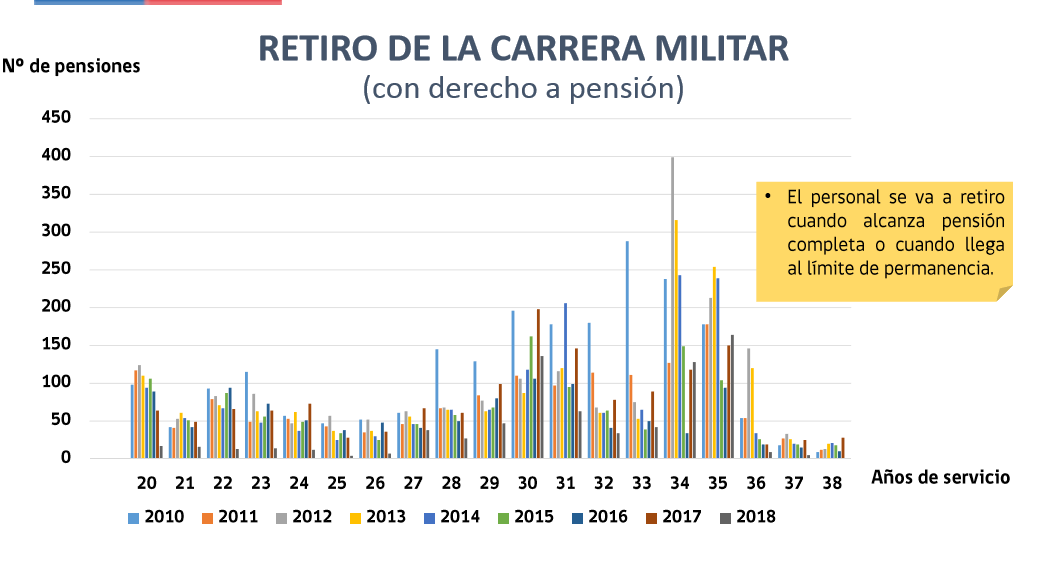 RETIRO DE LA CARRERA MILITAR
(con derecho a pensión)
Nº de pensiones
450
400
350
300
250
200
150
100
50
0
20 21 22 23 24 25 26 27 28 29 30 31 32 33 34 35 36 37 38
Años de servicio
2010 2011 2012 2013 2014 2015 2016 2017 2018
• El personal se va a retiro
cuando alcanza pensión
completa o cuando llega
al límite de permanencia.